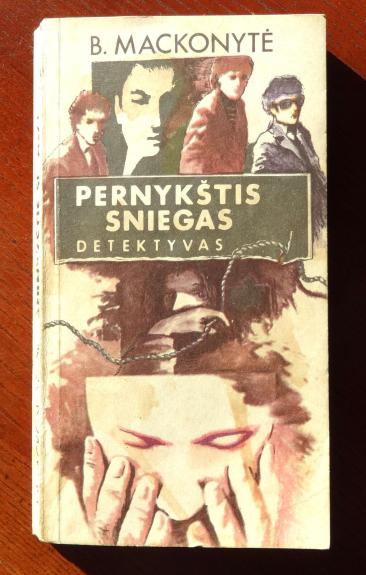 B. MACKONYTĖ
PERNYKŠTIS
SNIEGAS
DETEKTYVAS